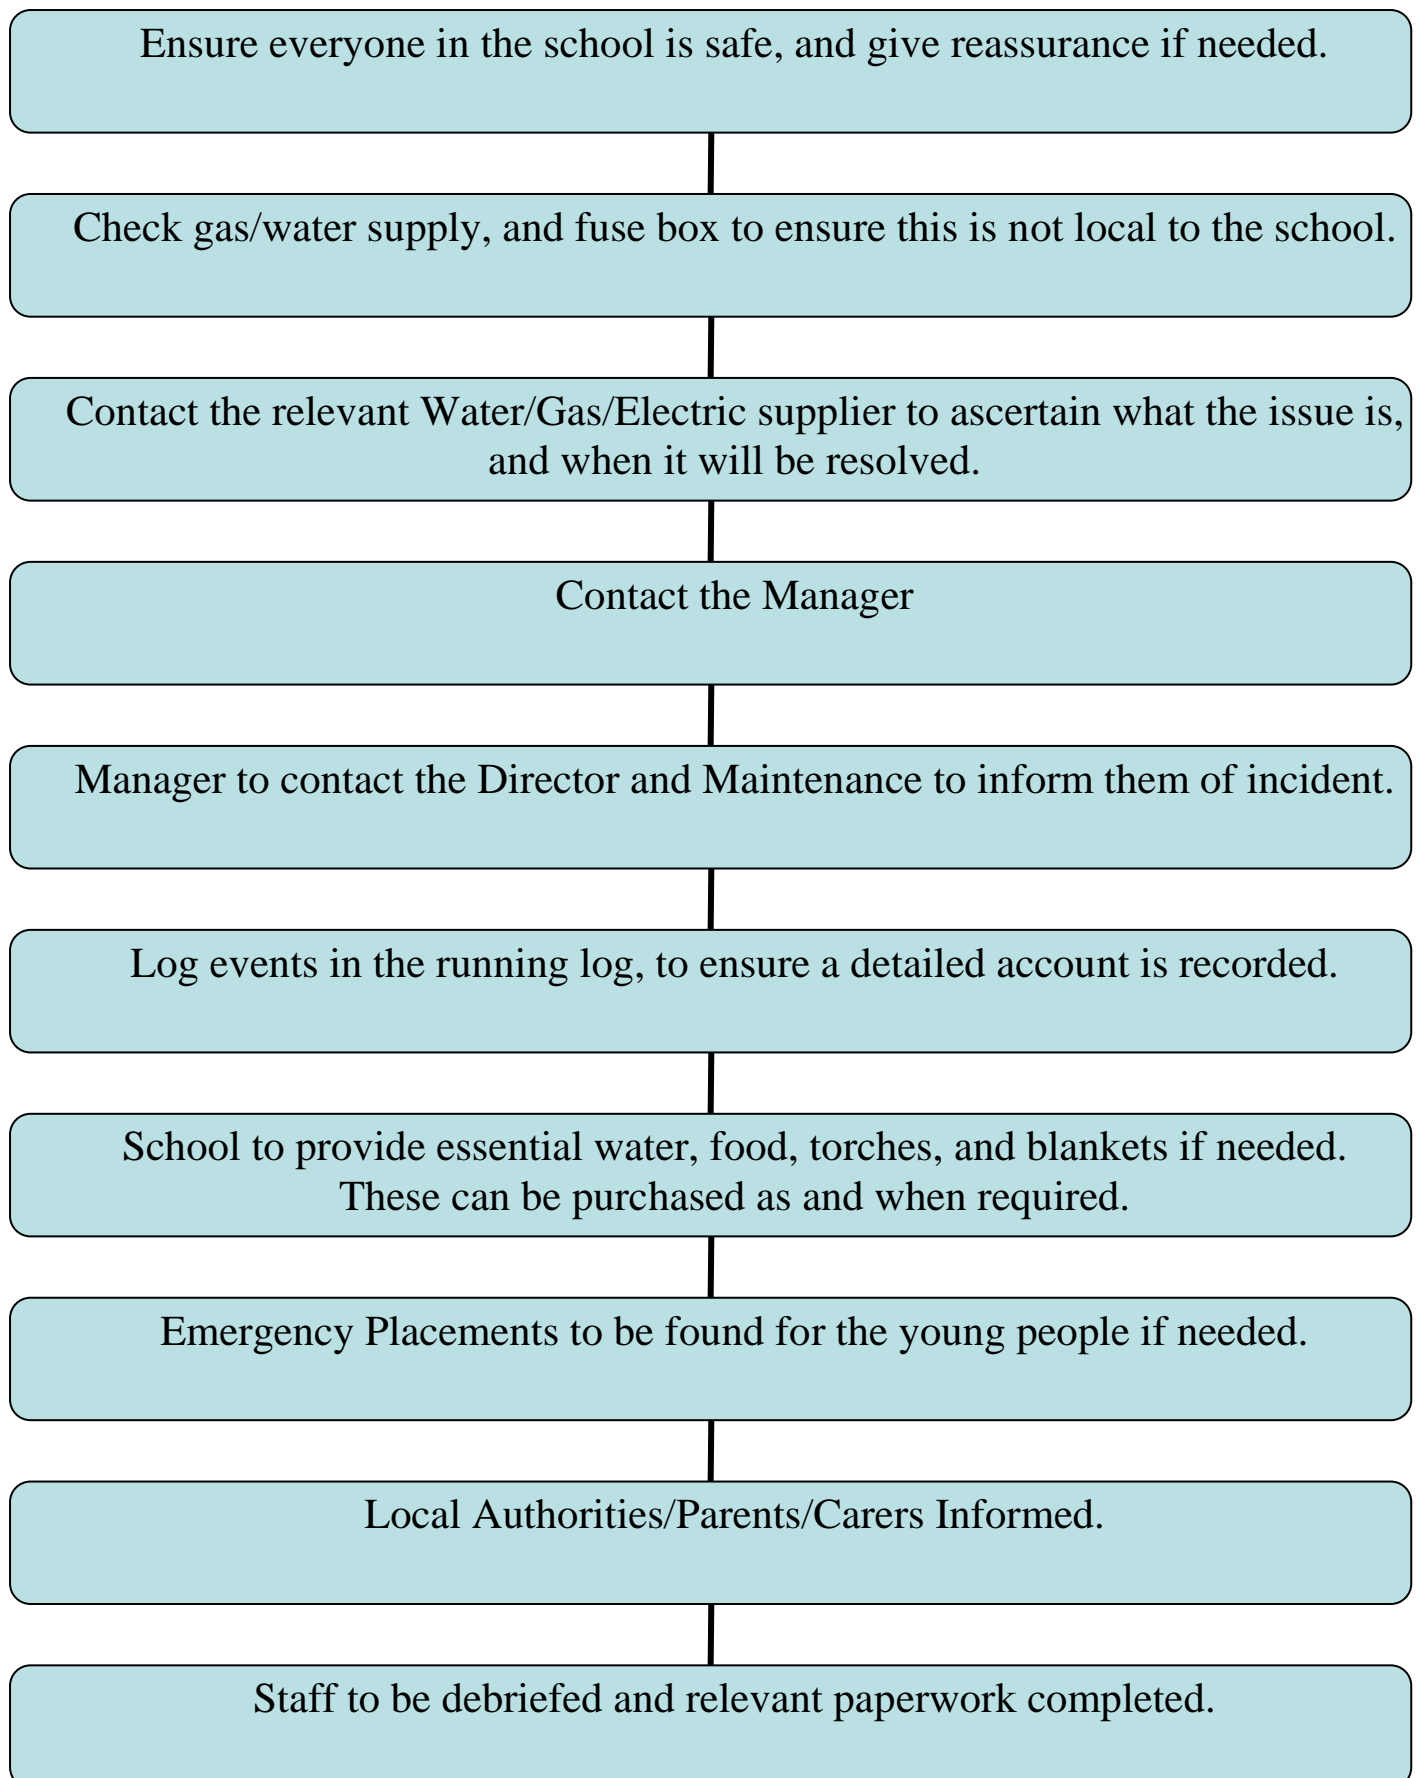 Ensure everyone in the school is safe, and give reassurance if needed.
Check gas/water supply, and fuse box to ensure this is not local to the school.
Contact the relevant Water/Gas/Electric supplier to ascertain what the issue is,
and when it will be resolved.
Contact the Manager
Manager to contact the Director and Maintenance to inform them of incident.
Log events in the running log, to ensure a detailed account is recorded.
School to provide essential water, food, torches, and blankets if needed.
These can be purchased as and when required.
Emergency Placements to be found for the young people if needed.
Local Authorities/Parents/Carers Informed.
Staff to be debriefed and relevant paperwork completed.